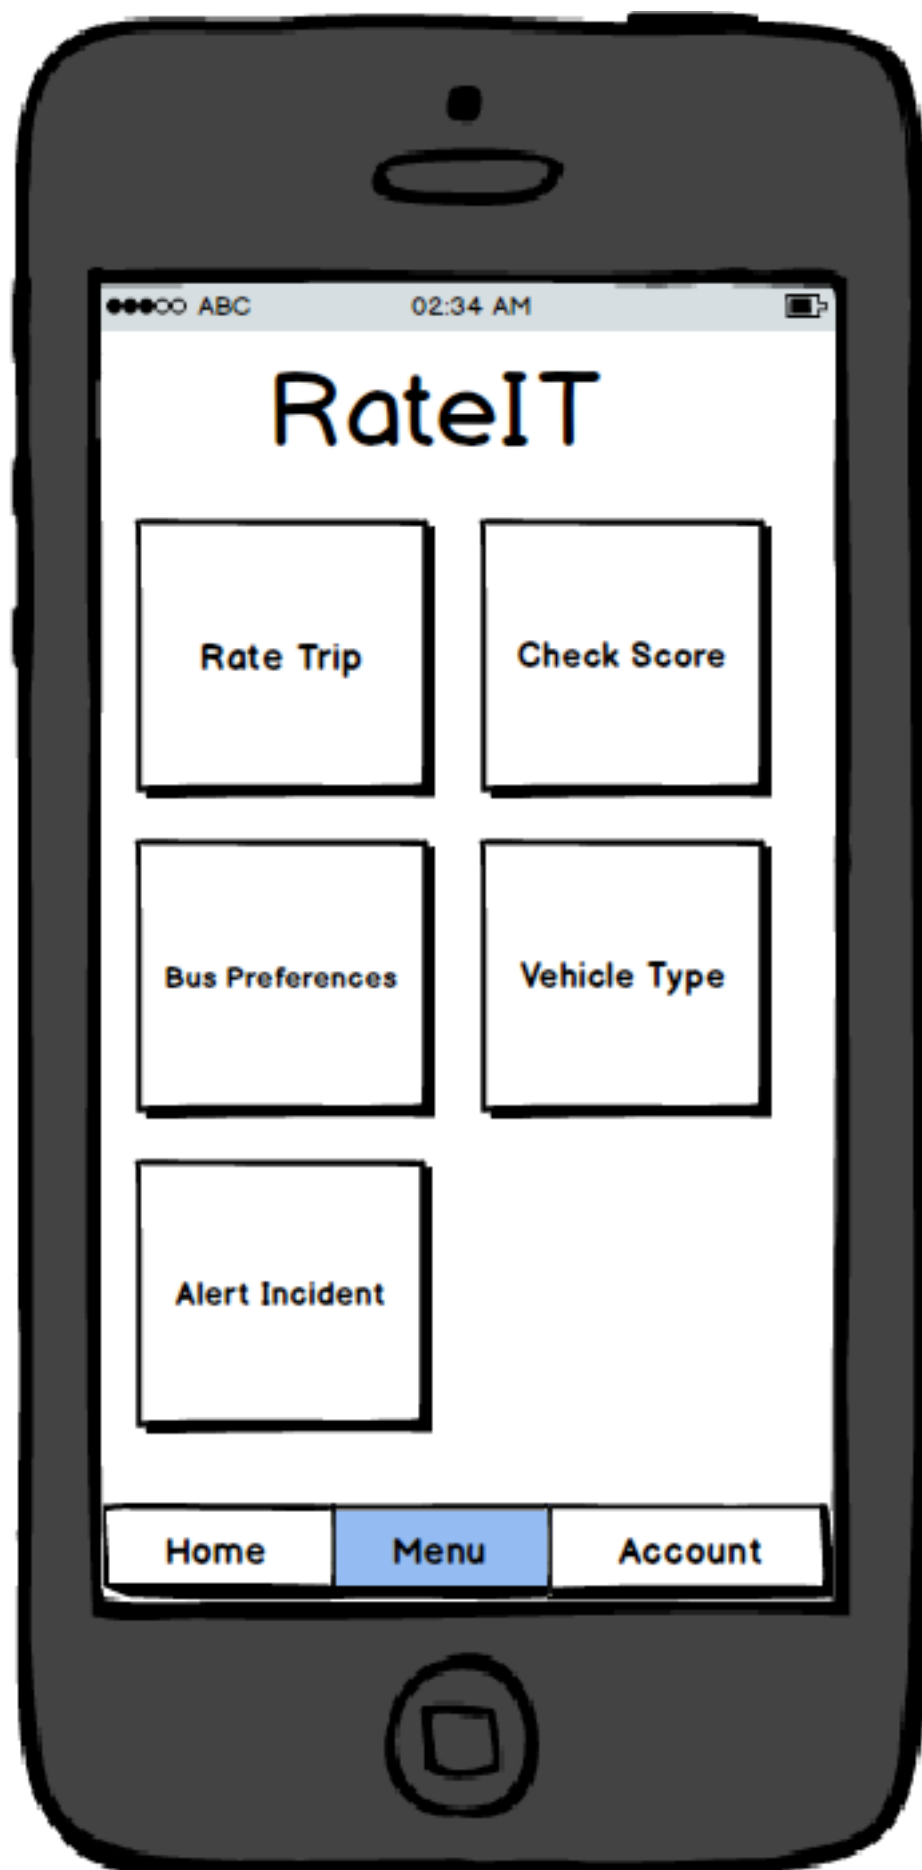 ABC 02:34 AM
RateIT
Rate Trip Check Score
Bus Preferences Vehicle Type
Alert Incident
Home Menu Account